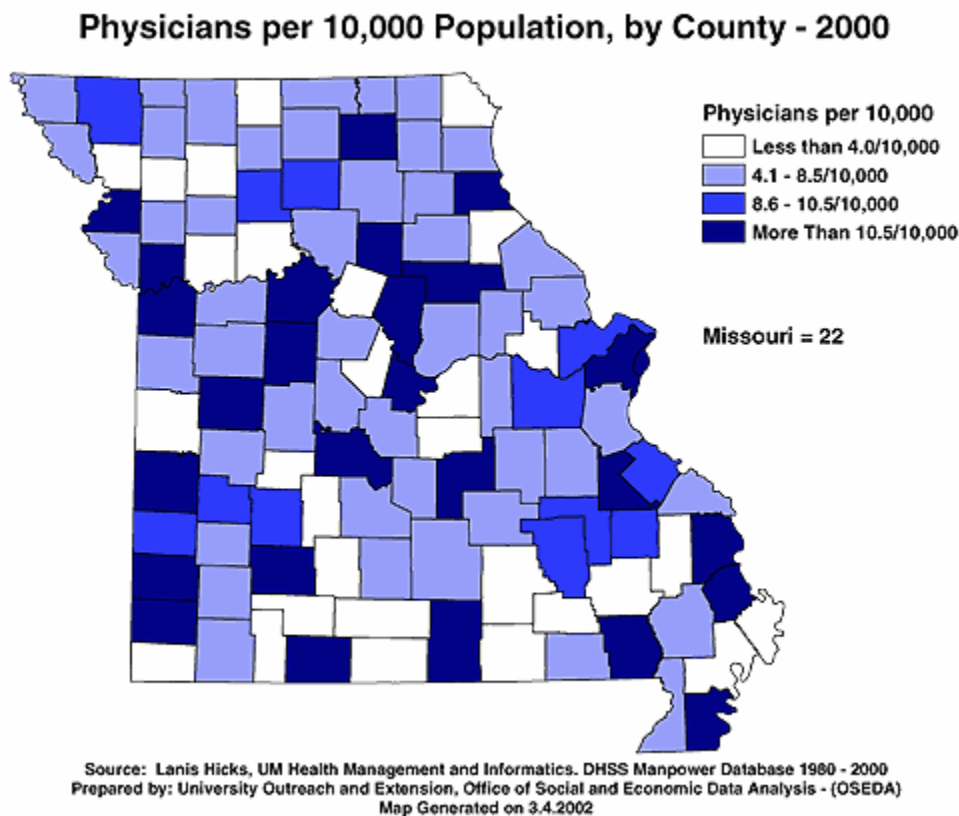 Physicians per 10,000 Population, by County - 2000
Physicians per 10,000
Less than 4.0/10,000
4.1 - 8.5/10,000
8.6 - 10.5/10,000
More Than 10.5/10,000
Missouri = 22
Source: Lanis Hicks, UM Health Management and Informatics. DHSS Manpower Database 1980 - 2000
Prepared by: University Outreach and Extension, Office of Social and Economic Data Analysis - (OSEDA)
Map Generated on 3.4.2002